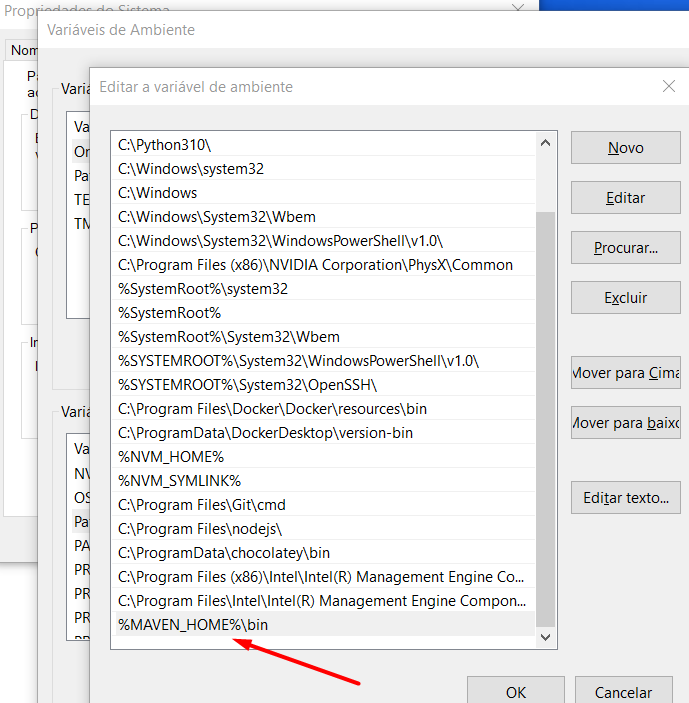 Propriedades do Sistema
Variáveis de Ambiente
Editar a variável de ambiente
C:\Python310\
C:\Windows\system32
C:\Windows
C:\Windows\System32\Wbem
C:\Windows\System32\WindowsPowerShell\v1.0\
C:\Program Files (x86)\NVIDIA Corporation\PhysX\Common
%SystemRoot%\system32
%SystemRoot%
%SystemRoot%\System32\Wbem
%SYSTEMROOT%\System32\WindowsPowerShell\v1.0\
%SYSTEMROOT%\System32\OpenSSH\
C:\Program Files\Docker\Docker\resources\bin
C:\ProgramData\DockerDesktop\version-bin
%NVM_HOME%
%NVM_SYMLINK%
C:\Program Files\Git\cmd
C:\Program Files\nodejs\
C:\ProgramData\chocolatey\bin
C:\Program Files (x86)\Intel\Intel(R) Management Engine Co...
C:\Program Files\Intel\Intel(R) Management Engine Compon...
%MAVEN_HOME%\bin
Novo
Editar
Procurar...
Excluir
Mover para Cima
Mover para baixo
Editar texto...
OK
Cancelar
Nom
Pa
ac
Variá
Va
On
Pa
TE
TM
Variá
Va
NV
OS
Pat
PA
PR
PR
PR